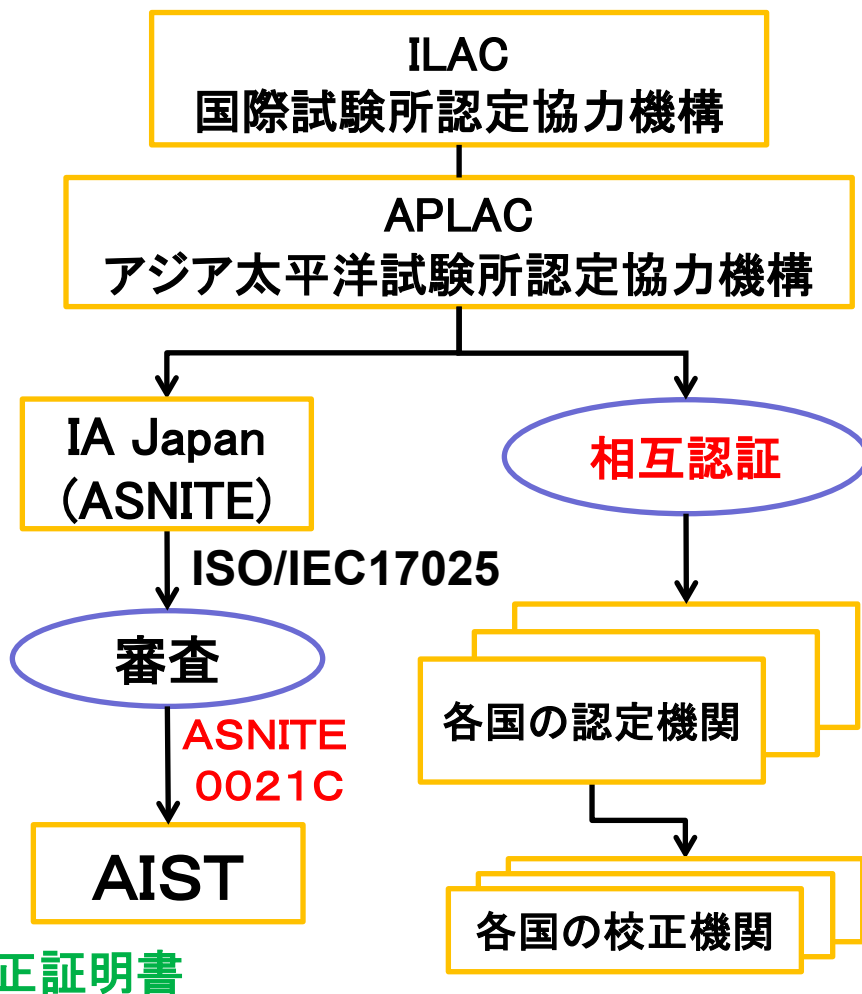 ILAC
国際試験所認定協力機構
APLAC
アジア太平洋試験所認定協力機構
IA Japan
(ASNITE)
相互認証
ISO/IEC17025
審査
各国の認定機関
ASNITE
0021C
AIST
各国の校正機関
正証明書